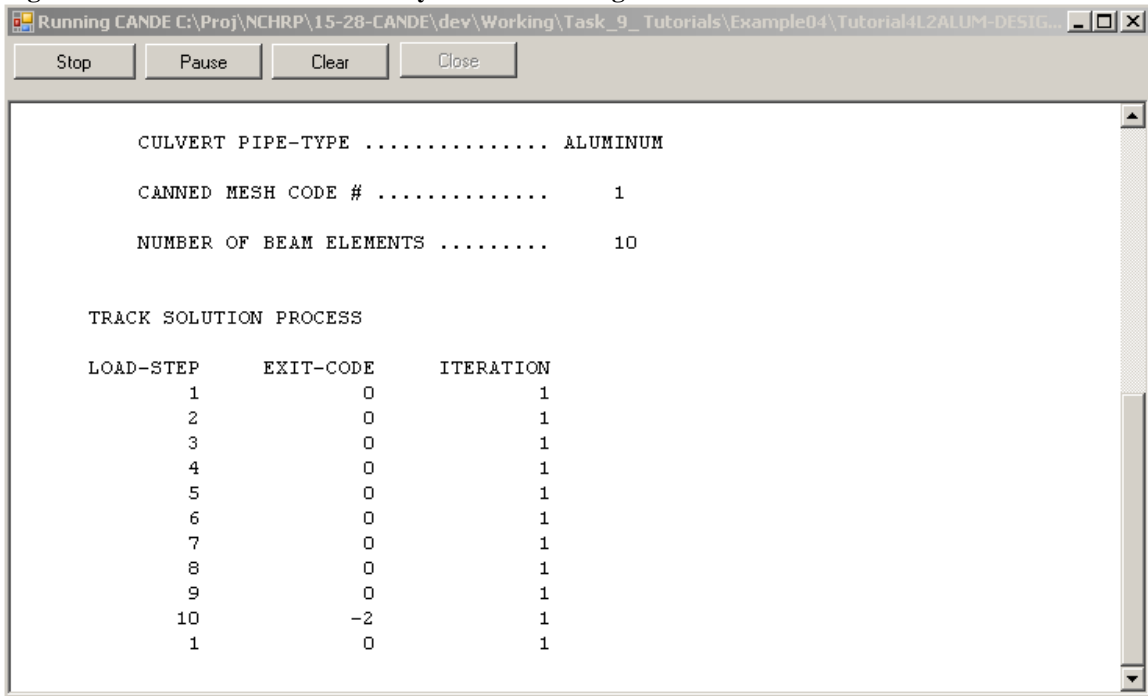 Running CANDE C:\Proj\NCHRP\15-28-CANDE\dev\Working\Task_9_ Tutorials\Example04\Tutorial4L2ALUM-DESIG...
Stop Pause Clear Close
CULVERT PIPE-TYPE ............... ALUMINUM
CANNED MESH CODE # .............. 1
NUMBER OF BEAM ELEMENTS ......... 10
TRACK SOLUTION PROCESS
LOAD-STEP EXIT-CODE ITERATION
1 0 1
2 0 1
3 0 1
4 0 1
5 0 1
6 0 1
7 0 1
8 0 1
9 0 1
10 -2 1
1 0 1